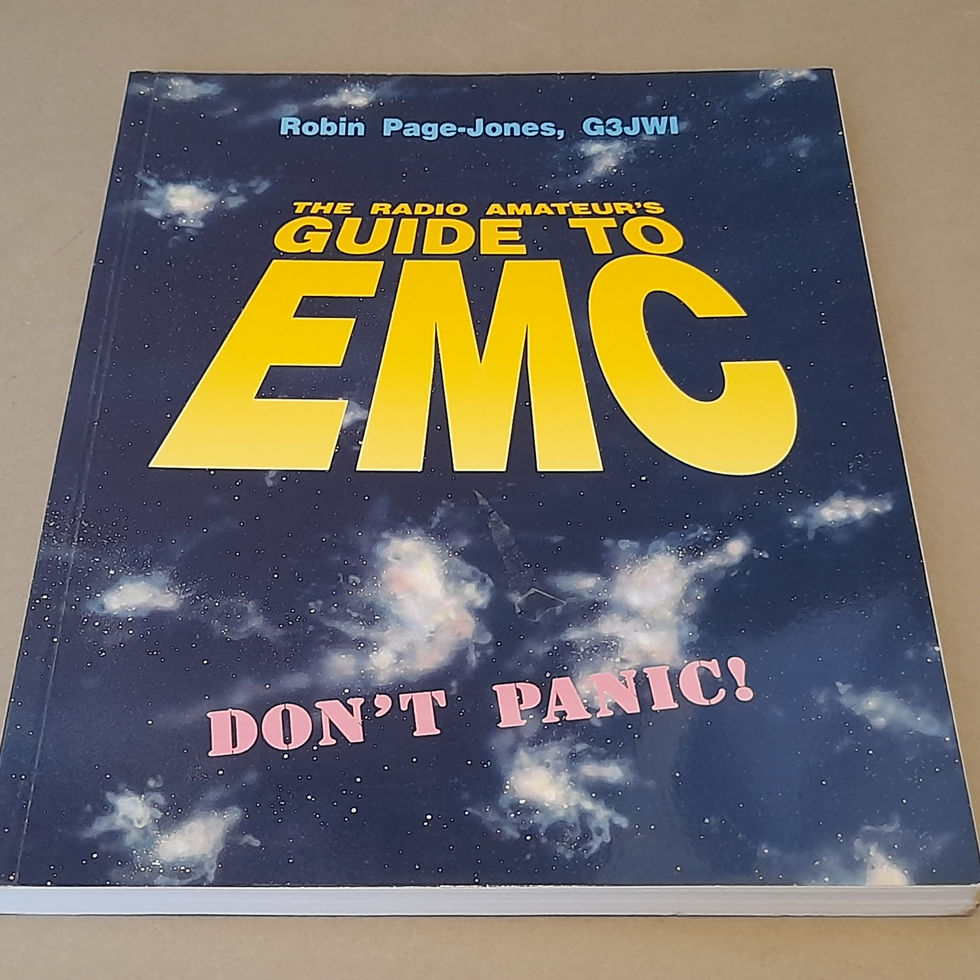 Robin Page-Jones, G3JWI
THE RADIO AMATEUR'S
GUIDE TO
EMC
DON'T PANIC!